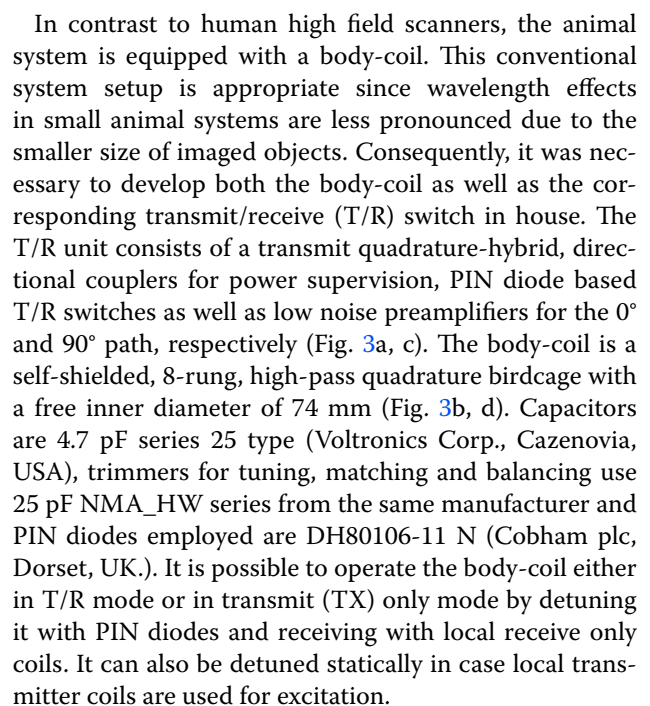 In contrast to human high field scanners, the animal
system is equipped with a body-coil. This conventional
system setup is appropriate since wavelength effects
in small animal systems are less pronounced due to the
smaller size of imaged objects. Consequently, it was nec-
essary to develop both the body-coil as well as the cor-
responding transmit/receive (T/R) switch in house. The
T/R unit consists of a transmit quadrature-hybrid, direc-
tional couplers for power supervision, PIN diode based
T/R switches as well as low noise preamplifiers for the 0°
and 90° path, respectively (Fig. 3a, c). The body-coil is a
self-shielded, 8-rung, high-pass quadrature birdcage with
a free inner diameter of 74 mm (Fig. 3b, d). Capacitors
are 4.7 pF series 25 type (Voltronics Corp., Cazenovia,
USA), trimmers for tuning, matching and balancing use
25 pF NMA_HW series from the same manufacturer and
PIN diodes employed are DH80106-11 N (Cobham plc,
Dorset, UK.). It is possible to operate the body-coil either
in T/R mode or in transmit (TX) only mode by detuning
it with PIN diodes and receiving with local receive only
coils. It can also be detuned statically in case local trans-
mitter coils are used for excitation.